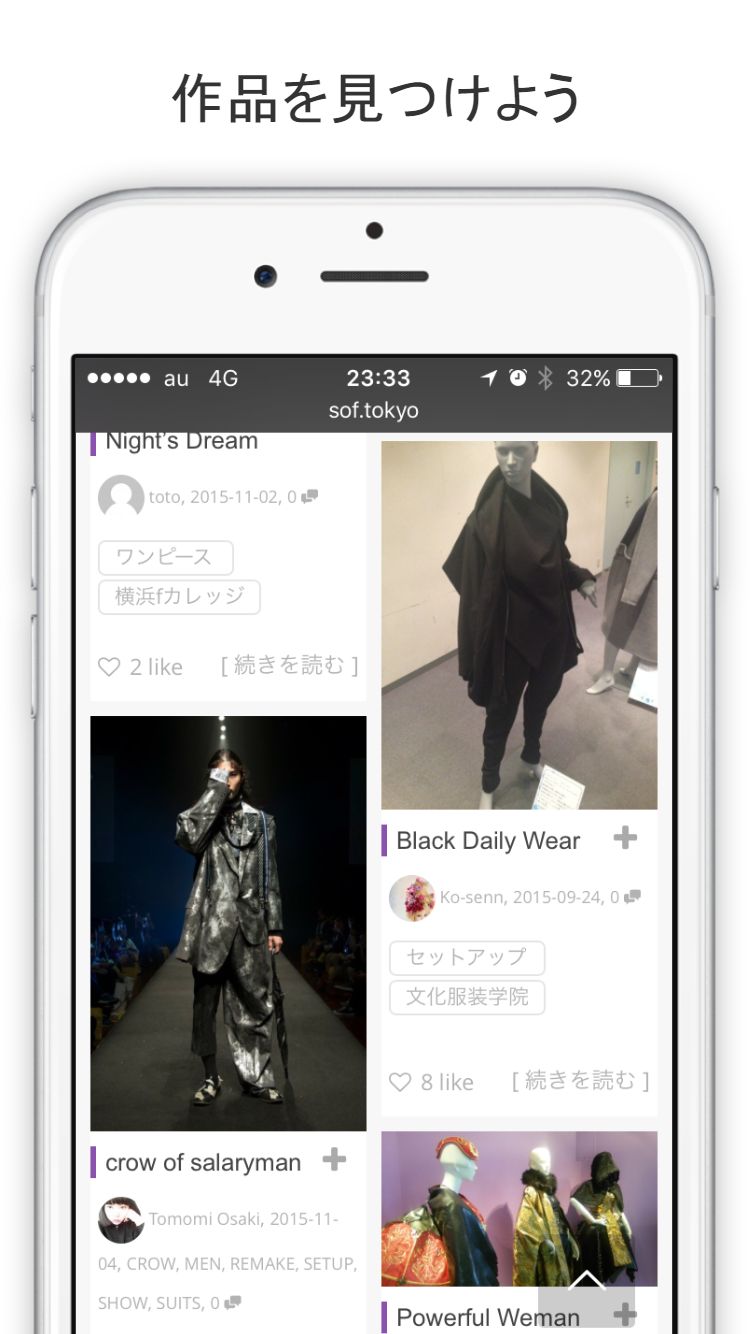 作品を見つけよう
au 4G 23:33 32%
sof.tokyo
Night's Dream
toto, 2015-11-02, 0
ワンピース
横浜fカレッジ
2 like [ 続きを読む ]
crow of salaryman
Tomomi Osaki, 2015-11-
04, CROW, MEN, REMAKE, SETUP,
SHOW, SUITS, 0
Black Daily Wear
Ko-senn, 2015-09-24, 0
セットアップ
文化服装学院
8 like [ 続きを読む ]
Powerful Weman